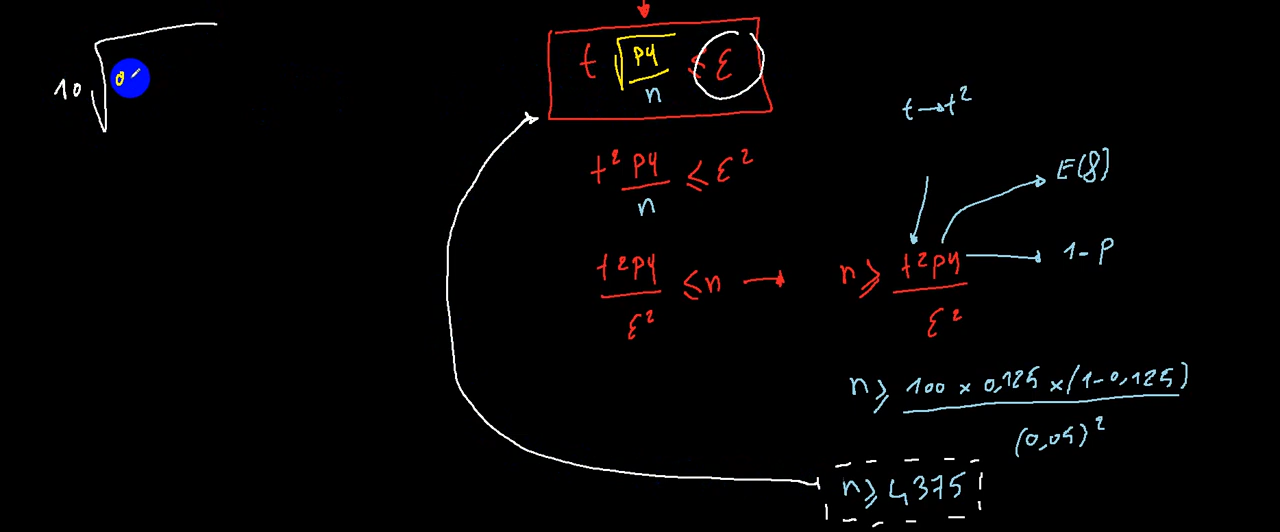 10 √ 0,
t √(pq/n) ≤ ε
t → t²
t² pq/n ≤ ε²
E(f)
1-p
t²pq/ε² ≤ n → n ≥ t²pq/ε²
n ≥ 100 × 0,125 × (1-0,125) / (0,05)²
n ≥ 4375